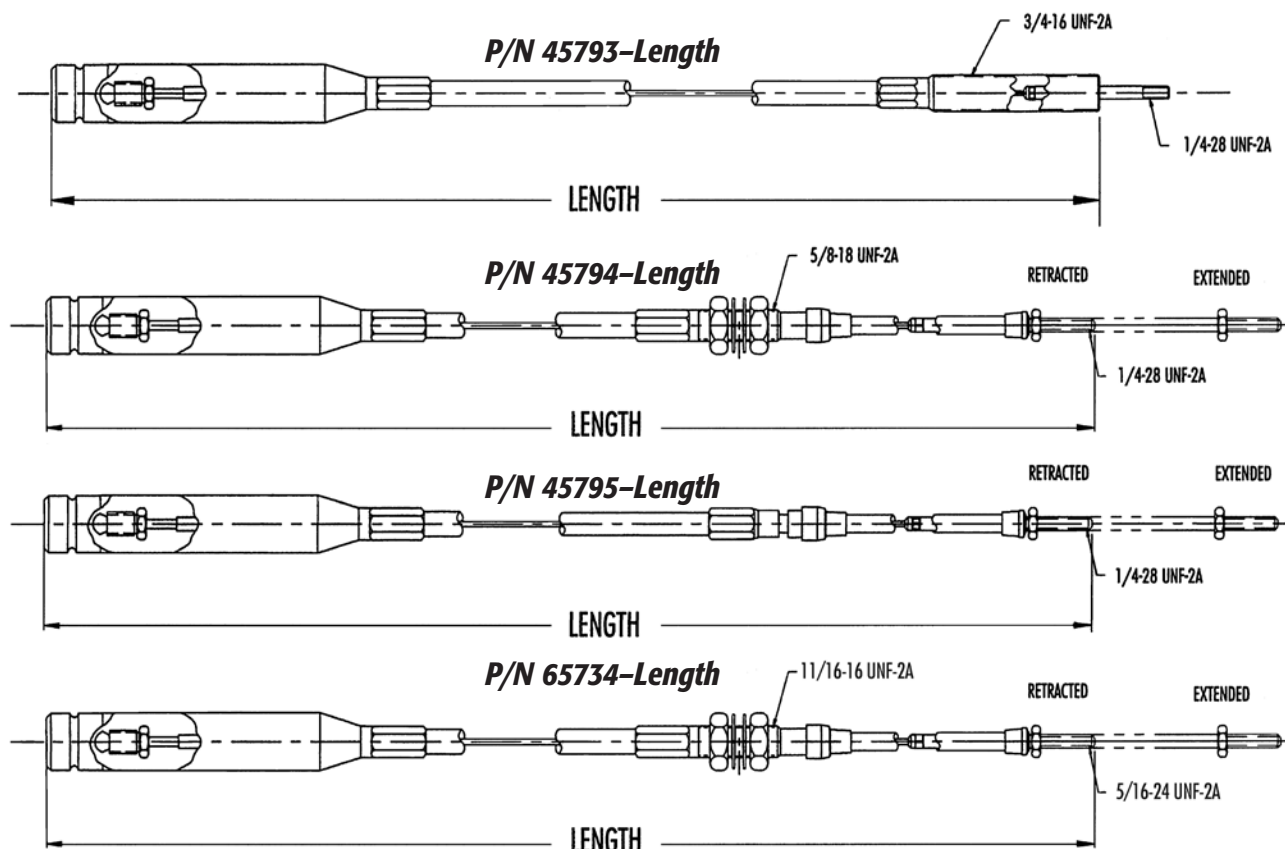 3/4-16 UNF-2A
P/N 45793–Length
1/4-28 UNF-2A
LENGTH
P/N 45794–Length
5/8-18 UNF-2A
RETRACTED
EXTENDED
1/4-28 UNF-2A
LENGTH
P/N 45795–Length
RETRACTED
EXTENDED
1/4-28 UNF-2A
LENGTH
P/N 65734–Length
11/16-16 UNF-2A
RETRACTED
EXTENDED
5/16-24 UNF-2A
LENGTH